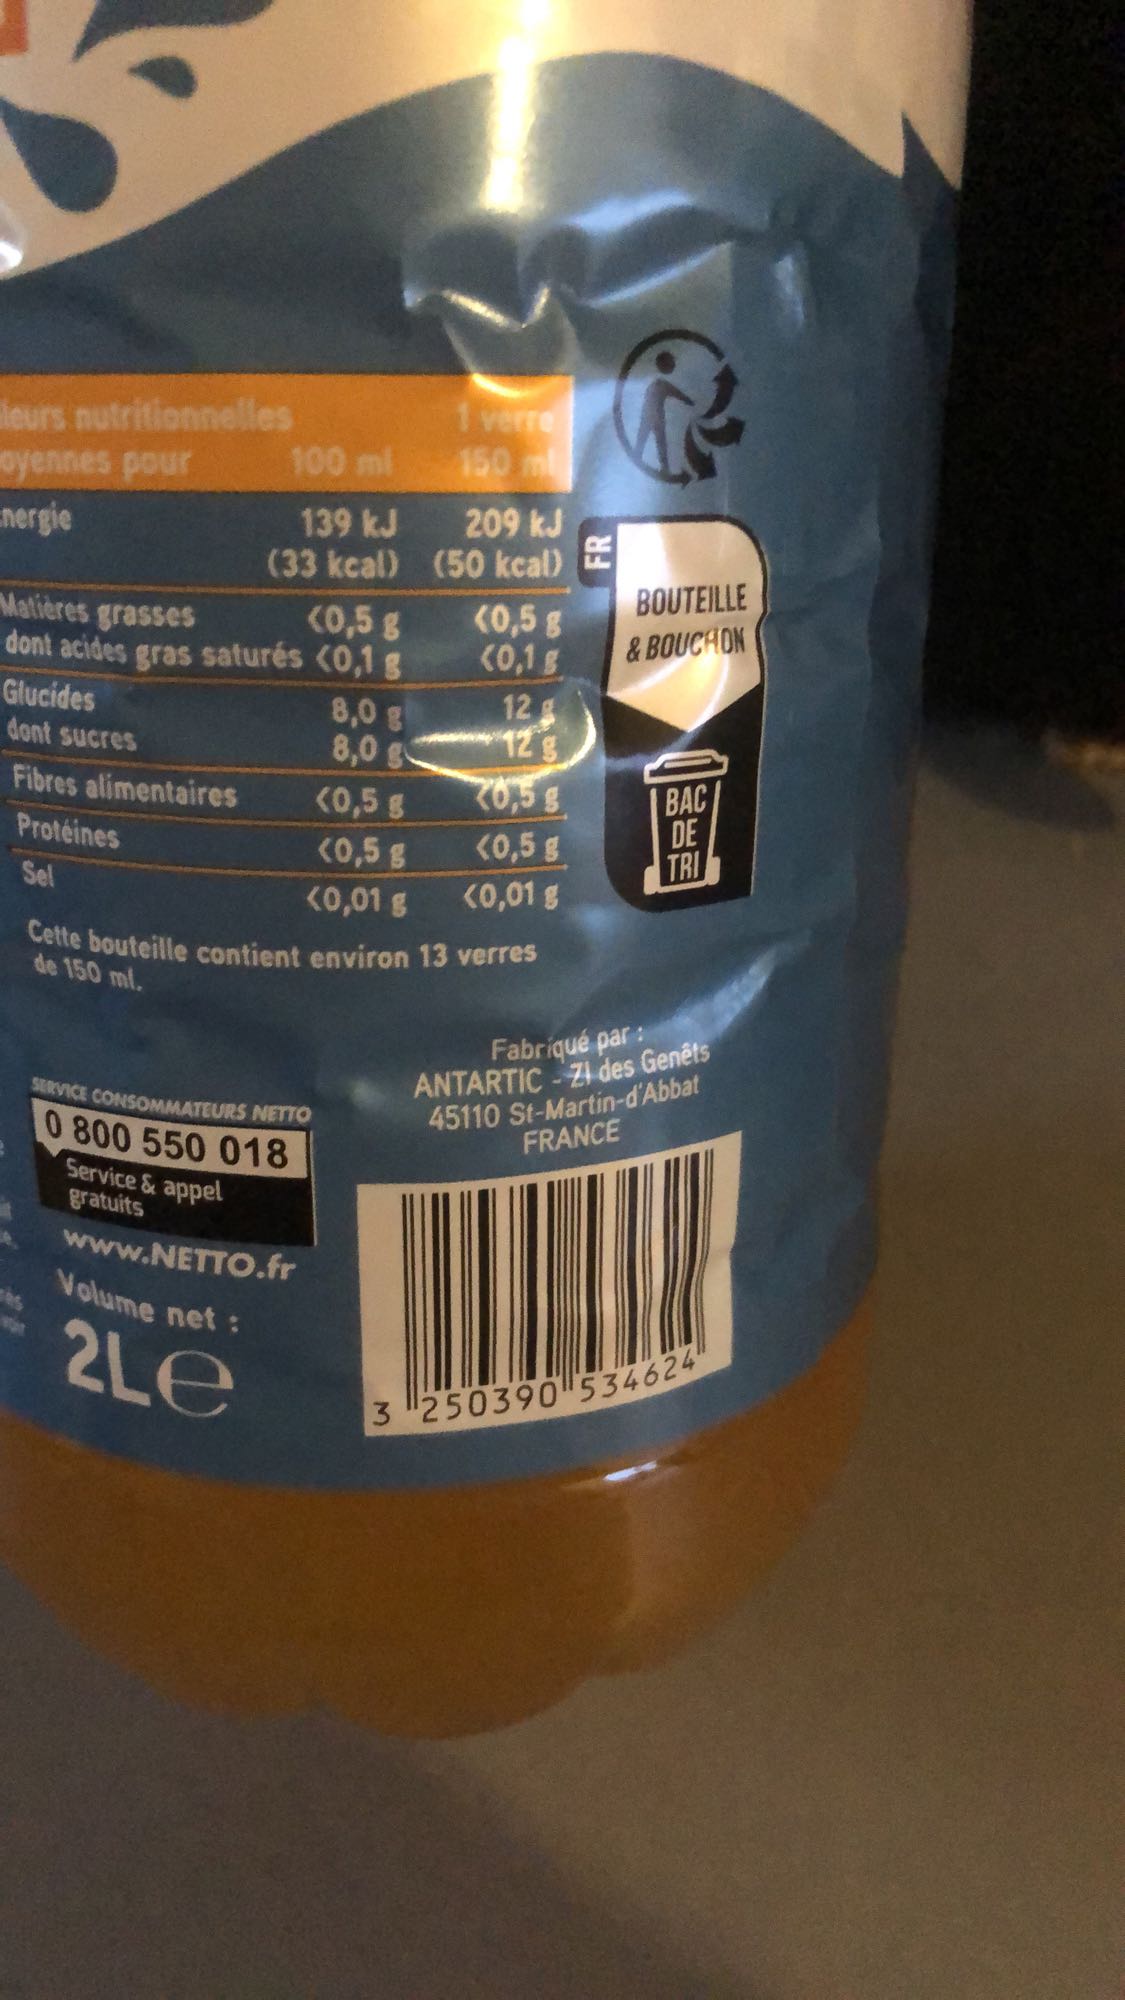 leurs nutritionnelles 1 verre
oyennes pour 100 ml 150 ml
nergie 139 kJ 209 kJ
(33 kcal) (50 kcal)
Matières grasses <0,5 g <0,5 g
dont acides gras saturés <0,1 g <0,1 g
Glucides 8,0 g 12 g
dont sucres 8,0 g 12 g
Fibres alimentaires <0,5 g <0,5 g
Protéines <0,5 g <0,5 g
Sel <0,01 g <0,01 g
Cette bouteille contient environ 13 verres
de 150 ml.
FR
BOUTEILLE
& BOUCHON
BAC
DE
TRI
Fabriqué par :
ANTARTIC - ZI des Genêts
45110 St-Martin-d'Abbat
FRANCE
SERVICE CONSOMMATEURS NETTO
0 800 550 018
Service & appel
gratuits
www.NETTO.fr
Volume net :
2L℮
3 250390 534624